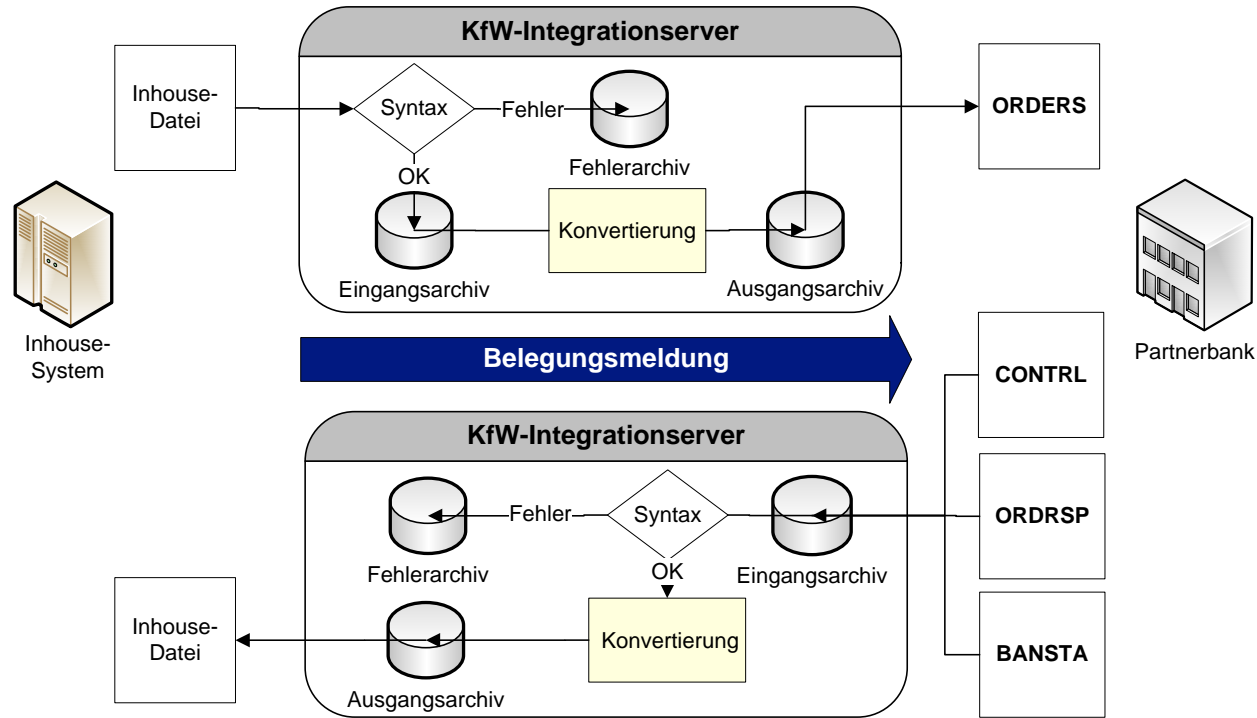 KfW-Integrationserver
Inhouse-
Datei
Syntax
Fehler
Fehlerarchiv
ORDERS
OK
Eingangsarchiv
Konvertierung
Ausgangsarchiv
Inhouse-
System
Partnerbank
Belegungsmeldung
CONTRL
KfW-Integrationserver
Fehlerarchiv
Fehler
Syntax
Eingangsarchiv
ORDRSP
OK
Inhouse-
Datei
Ausgangsarchiv
Konvertierung
BANSTA